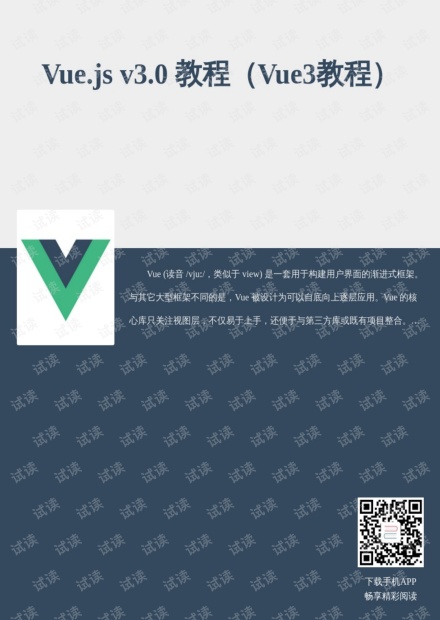 Vue.js v3.0 教程（Vue3教程）
Vue (读音 /vjuː/，类似于 view) 是一套用于构建用户界面的渐进式框架。
与其它大型框架不同的是，Vue 被设计为可以自底向上逐层应用。Vue 的核
心库只关注视图层，不仅易于上手，还便于与第三方库或既有项目整合。...
下载手机APP
畅享精彩阅读
试读